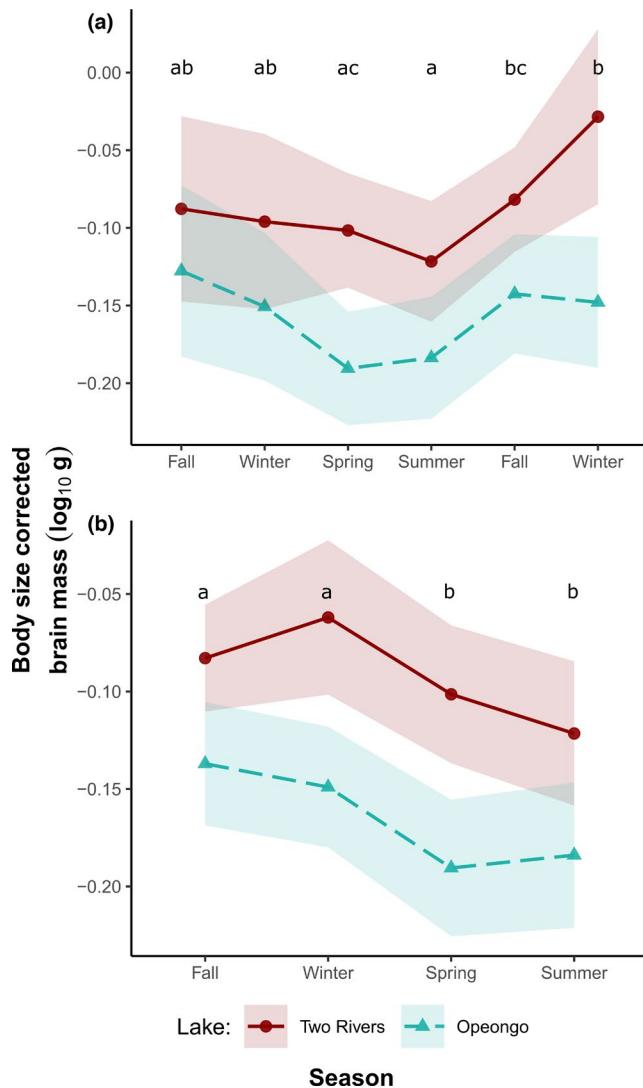 (a)
ab ab ac a bc b
0.00
−0.05
−0.10
−0.15
−0.20
Fall Winter Spring Summer Fall Winter
Body size corrected
brain mass (log10 g)
(b)
a a b b
−0.05
−0.10
−0.15
−0.20
Fall Winter Spring Summer
Lake: Two Rivers Opeongo
Season